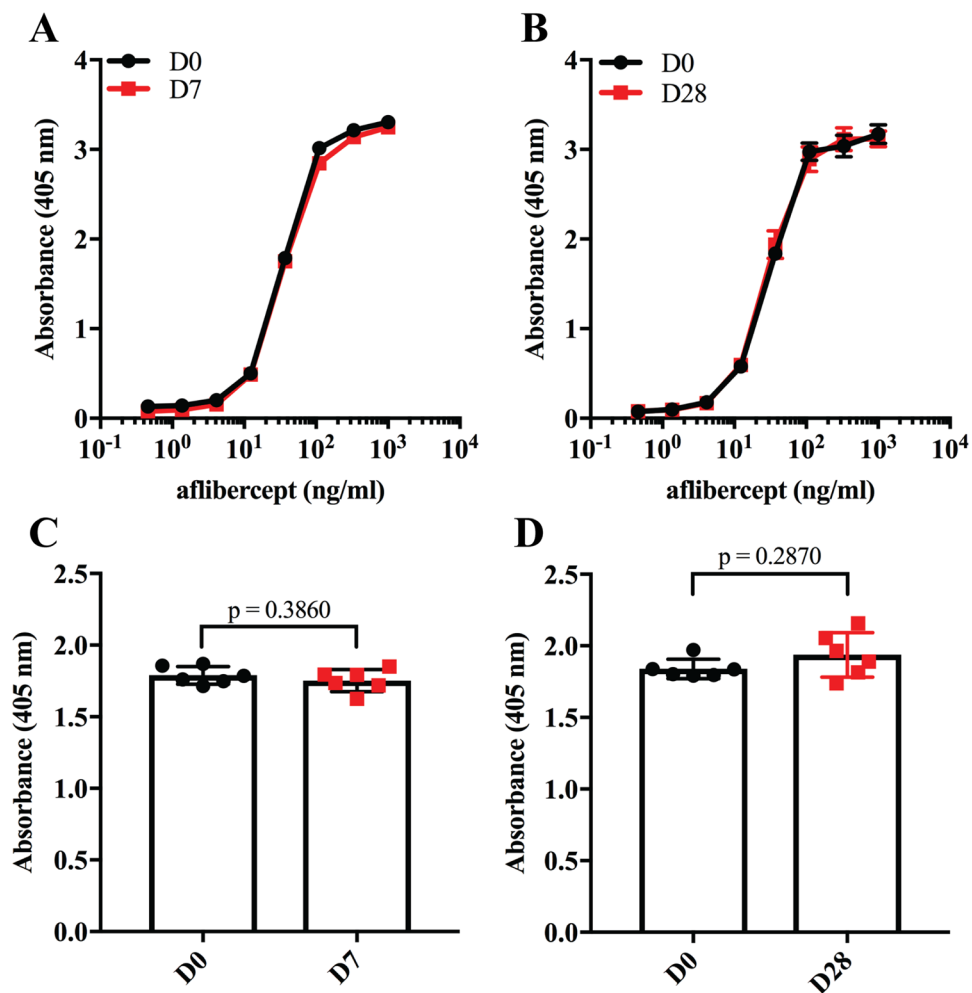 A
D0
D7
Absorbance (405 nm)
4
3
2
1
0
10-1
100
101
102
103
104
aflibercept (ng/ml)
B
D0
D28
Absorbance (405 nm)
4
3
2
1
0
10-1
100
101
102
103
104
aflibercept (ng/ml)
C
p = 0.3860
Absorbance (405 nm)
2.5
2.0
1.5
1.0
0.5
0.0
D0
D7
D
p = 0.2870
Absorbance (405 nm)
2.5
2.0
1.5
1.0
0.5
0.0
D0
D28